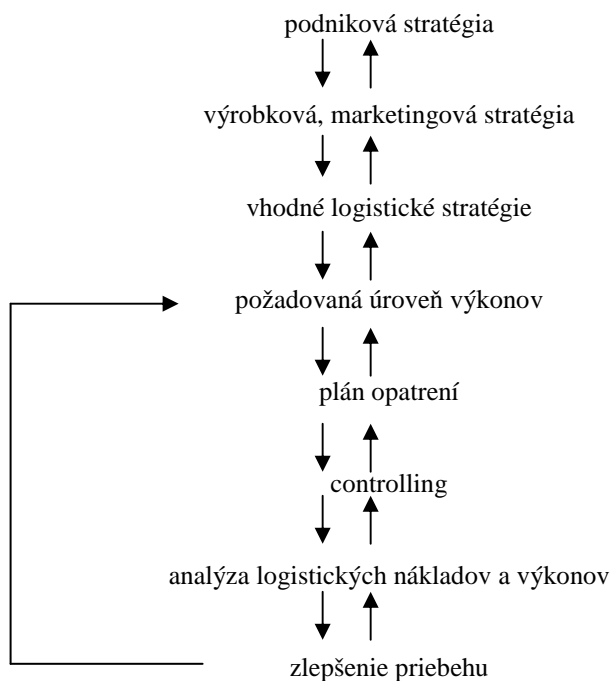 podniková stratégia
výrobková, marketingová stratégia
vhodné logistické stratégie
požadovaná úroveň výkonov
plán opatrení
controlling
analýza logistických nákladov a výkonov
zlepšenie priebehu